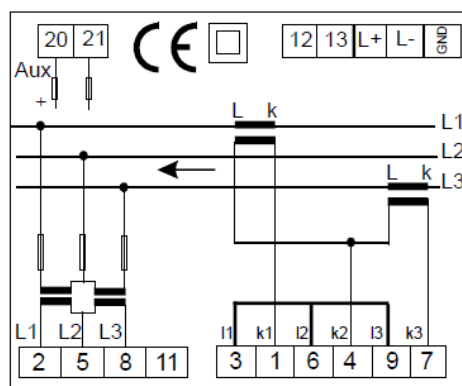 20 21 CE 12 13 L+ L- GND
Aux
+
L k L1
L2
L k L3
L1 L2 L3 l1 k1 l2 k2 l3 k3
2 5 8 11 3 1 6 4 9 7